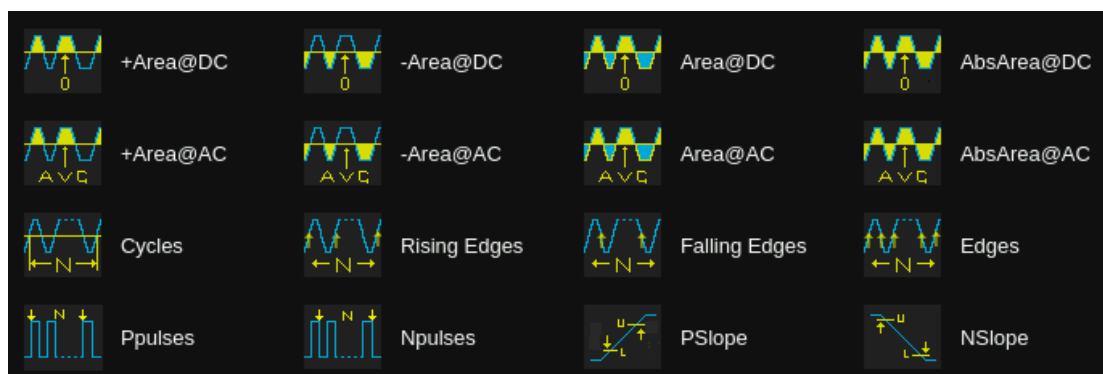 +Area@DC -Area@DC Area@DC AbsArea@DC
0 0 0 0
+Area@AC -Area@AC Area@AC AbsArea@AC
AVG AVG AVG AVG
Cycles Rising Edges Falling Edges Edges
N N N N
N N U U
Ppulses Npulses PSlope NSlope
L L